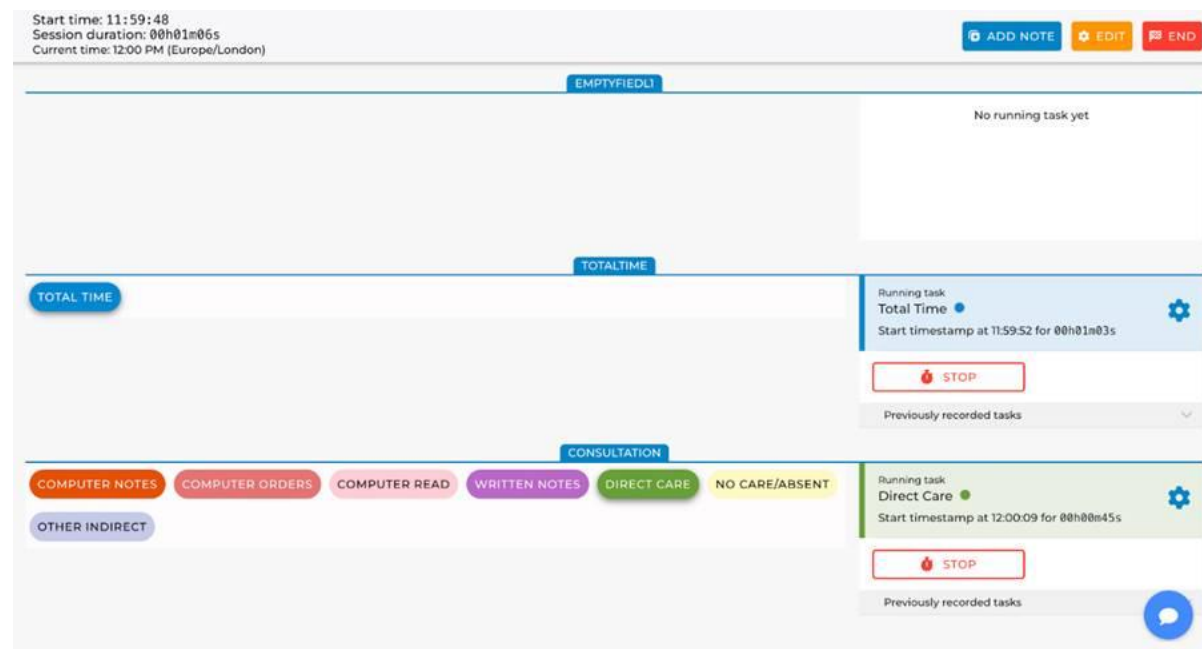 Start time: 11:59:48
Session duration: 00h01m06s
Current time: 12:00 PM (Europe/London)
ADD NOTE EDIT END
EMPTYFIEDL1
No running task yet
TOTALTIME
TOTAL TIME
Running task
Total Time
Start timestamp at 11:59:52 for 00h01m03s
STOP
Previously recorded tasks
CONSULTATION
COMPUTER NOTES COMPUTER ORDERS COMPUTER READ WRITTEN NOTES DIRECT CARE NO CARE/ABSENT
OTHER INDIRECT
Running task
Direct Care
Start timestamp at 12:00:09 for 00h00m45s
STOP
Previously recorded tasks